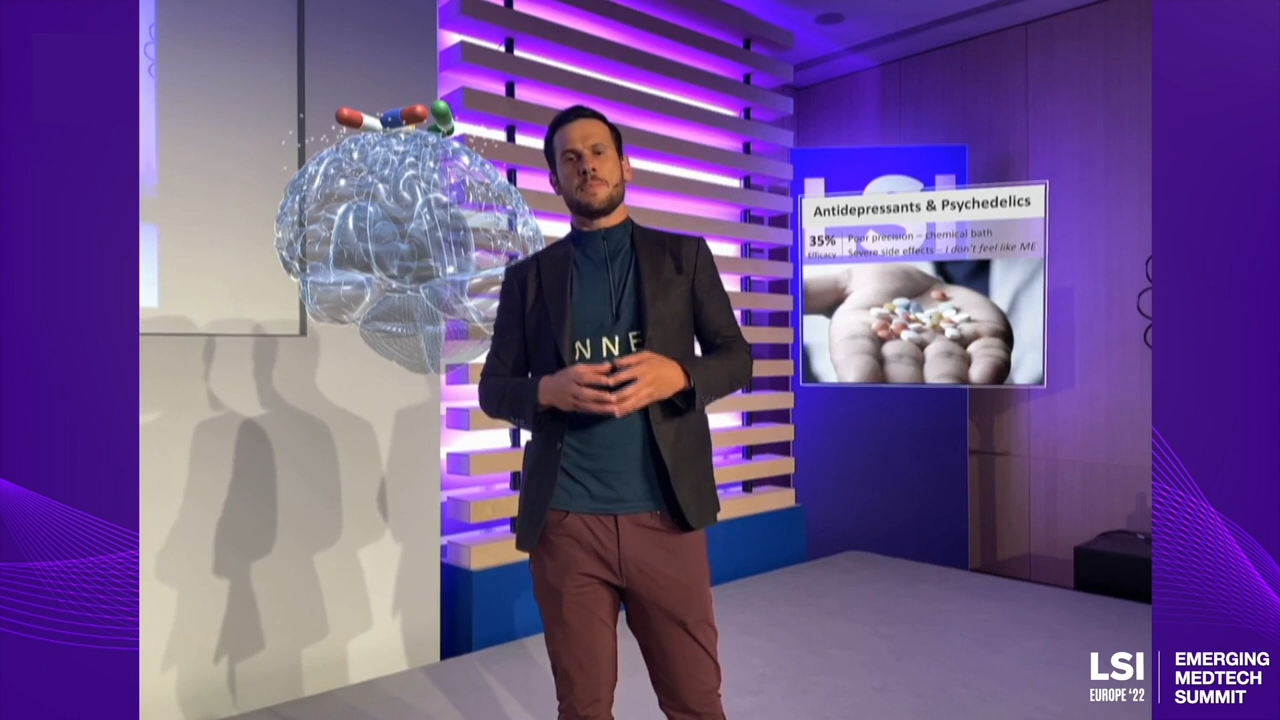 Antidepressants & Psychedelics
35%
Efficacy
Poor precision – chemical bath
Severe side effects – I don't feel like ME
NNE
LSI
LSI
EUROPE '22
EMERGING
MEDTECH
SUMMIT